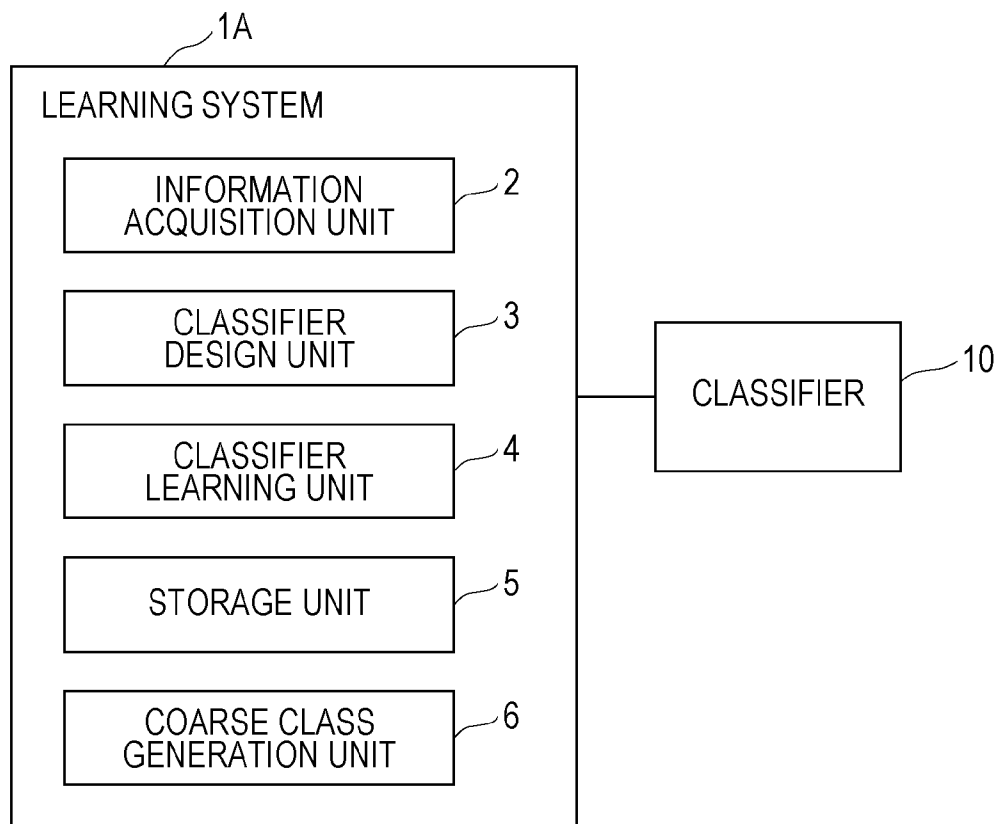 1A
LEARNING SYSTEM
INFORMATION
ACQUISITION UNIT
2
CLASSIFIER
DESIGN UNIT
3
CLASSIFIER
LEARNING UNIT
4
STORAGE UNIT
5
COARSE CLASS
GENERATION UNIT
6
CLASSIFIER
10